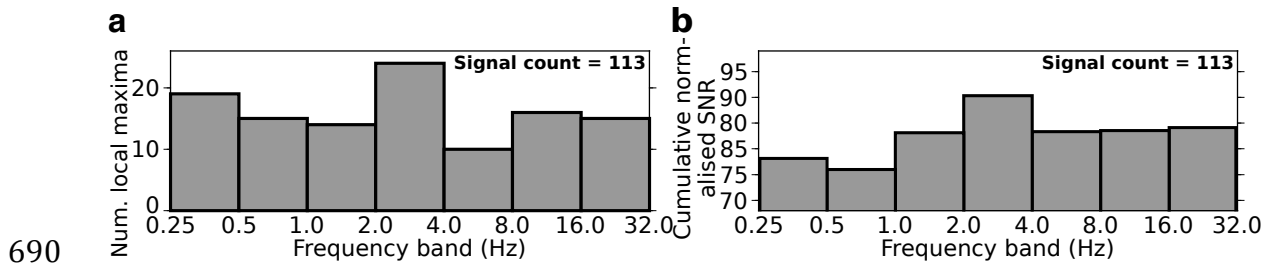 a
Num. local maxima
Signal count = 113
20
10
0
0.25 0.5 1.0 2.0 4.0 8.0 16.0 32.0
Frequency band (Hz)
b
Cumulative norm-
alised SNR
Signal count = 113
95
90
80
85
75
70
0.25 0.5 1.0 2.0 4.0 8.0 16.0 32.0
Frequency band (Hz)
690